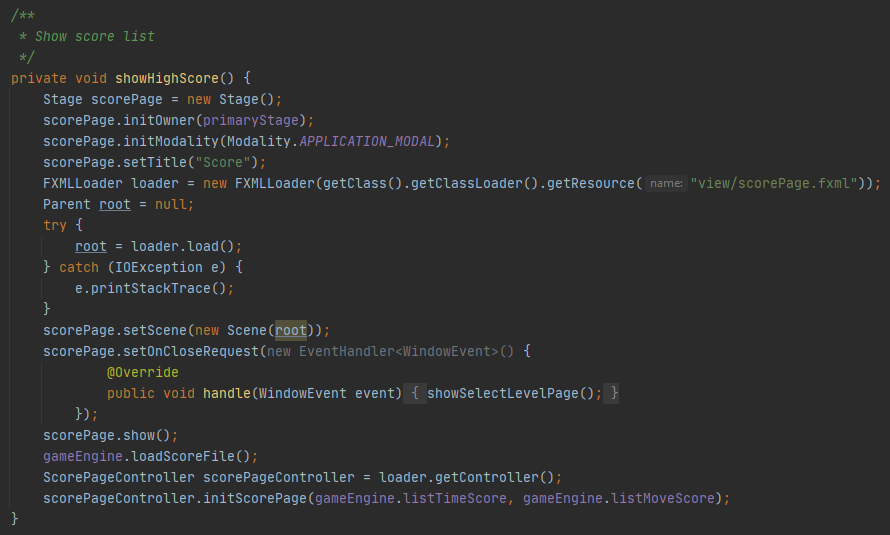 /**
 * Show score list
 */
private void showHighScore() {
    Stage scorePage = new Stage();
    scorePage.initOwner(primaryStage);
    scorePage.initModality(Modality.APPLICATION_MODAL);
    scorePage.setTitle("Score");
    FXMLLoader loader = new FXMLLoader(getClass().getClassLoader().getResource( name: "view/scorePage.fxml"));
    Parent root = null;
    try {
        root = loader.load();
    } catch (IOException e) {
        e.printStackTrace();
    }
    scorePage.setScene(new Scene(root));
    scorePage.setOnCloseRequest(new EventHandler<WindowEvent>() {
            @Override
            public void handle(WindowEvent event) { showSelectLevelPage(); }
        });
    scorePage.show();
    gameEngine.loadScoreFile();
    ScorePageController scorePageController = loader.getController();
    scorePageController.initScorePage(gameEngine.listTimeScore, gameEngine.listMoveScore);
}